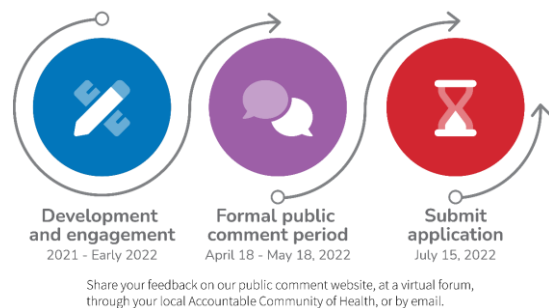 Development
and engagement
2021 - Early 2022
Formal public
comment period
April 18 - May 18, 2022
Submit
application
July 15, 2022
Share your feedback on our public comment website, at a virtual forum,
through your local Accountable Community of Health, or by email.